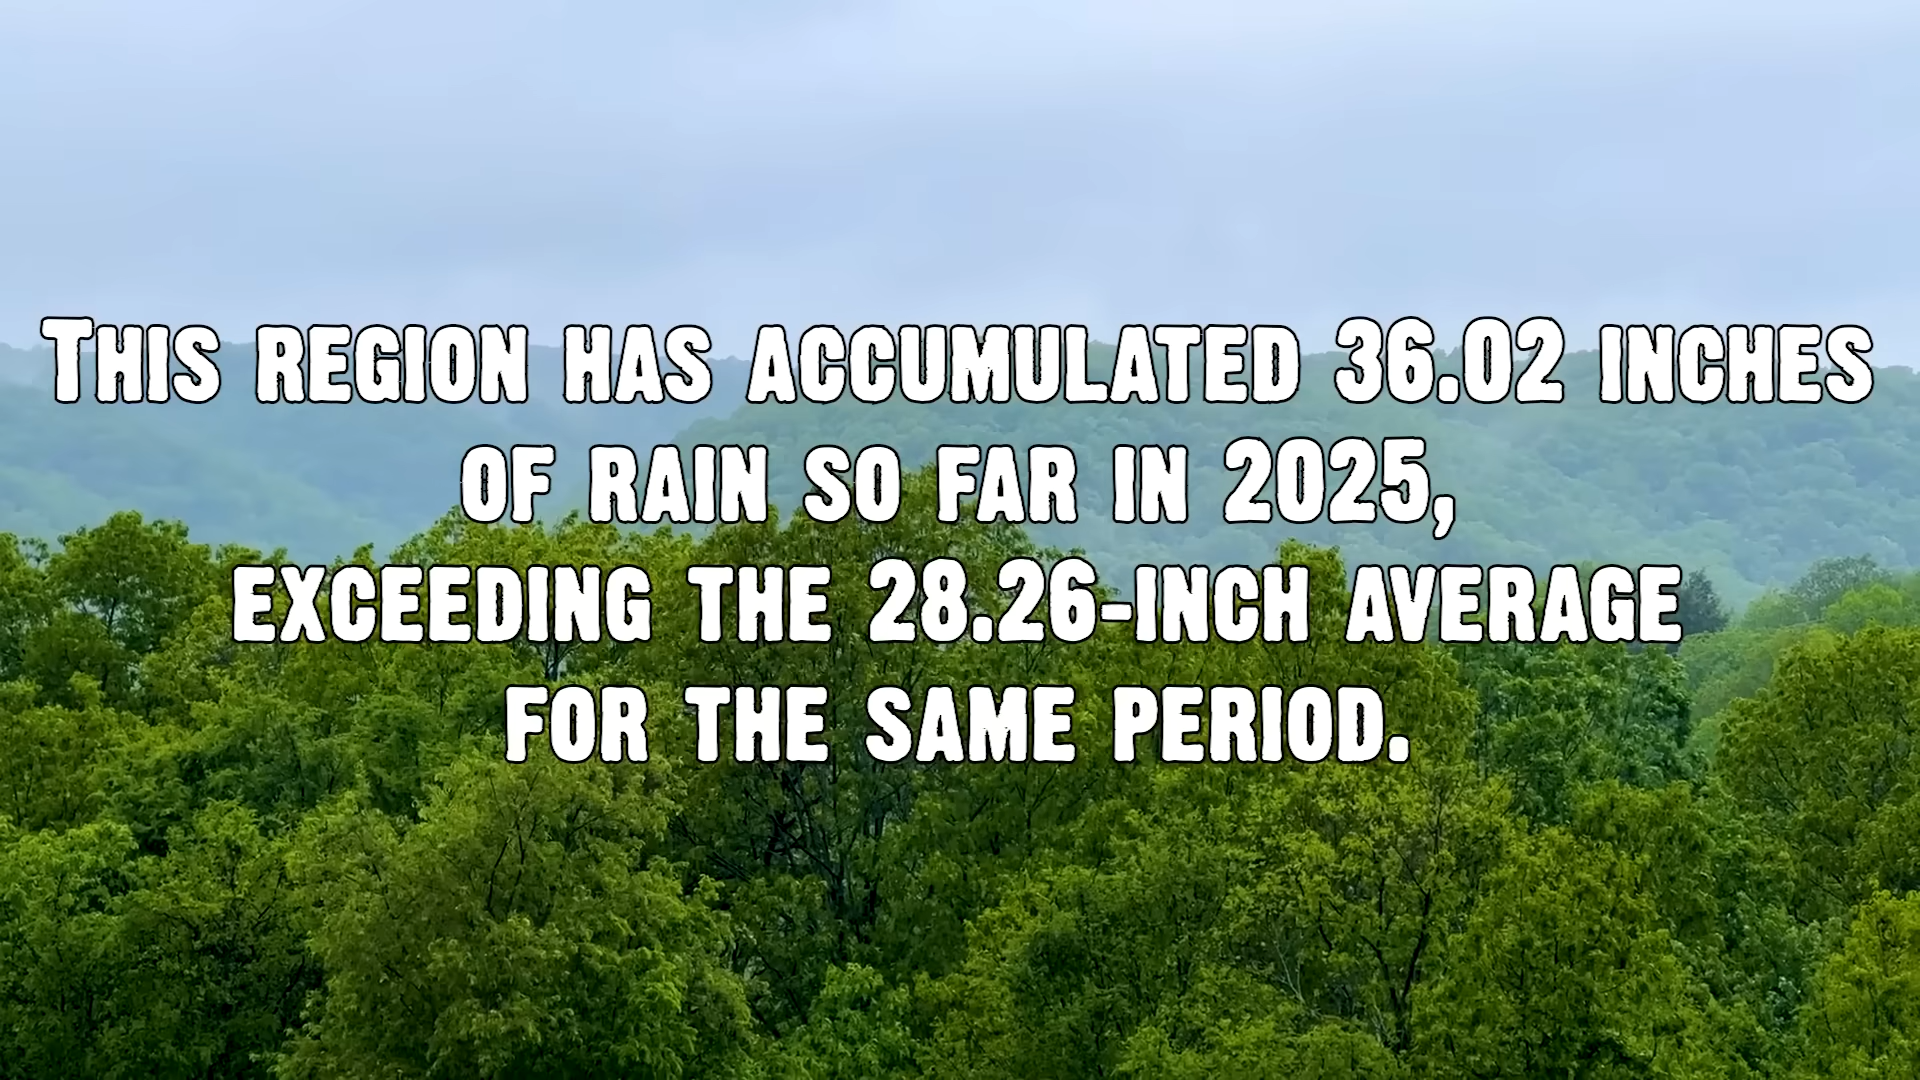 This region has accumulated 36.02 inches
of rain so far in 2025,
exceeding the 28.26-inch average
for the same period.